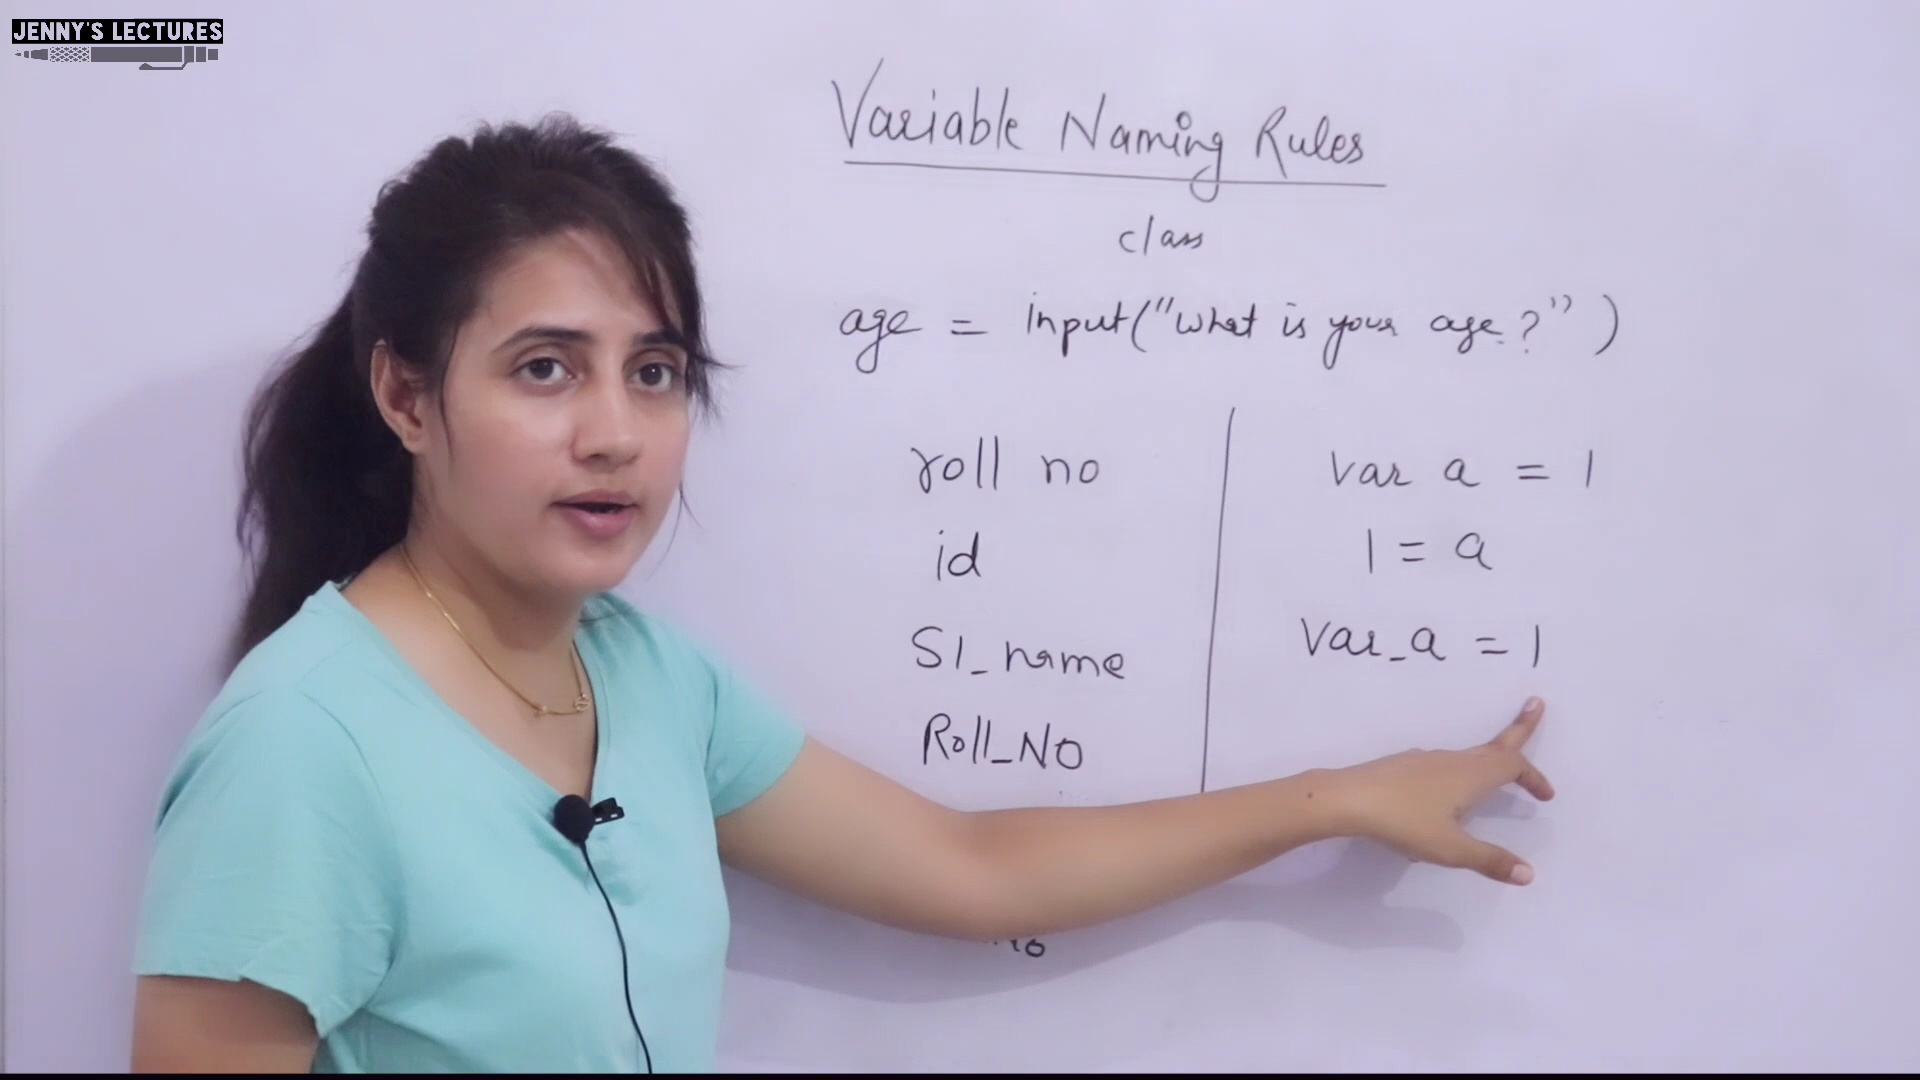 JENNY'S LECTURES
Variable Naming Rules
class
age = input("What is your age?")
roll no
id
S1_name
Roll_NO
var a = 1
1 = a
Var_a = 1